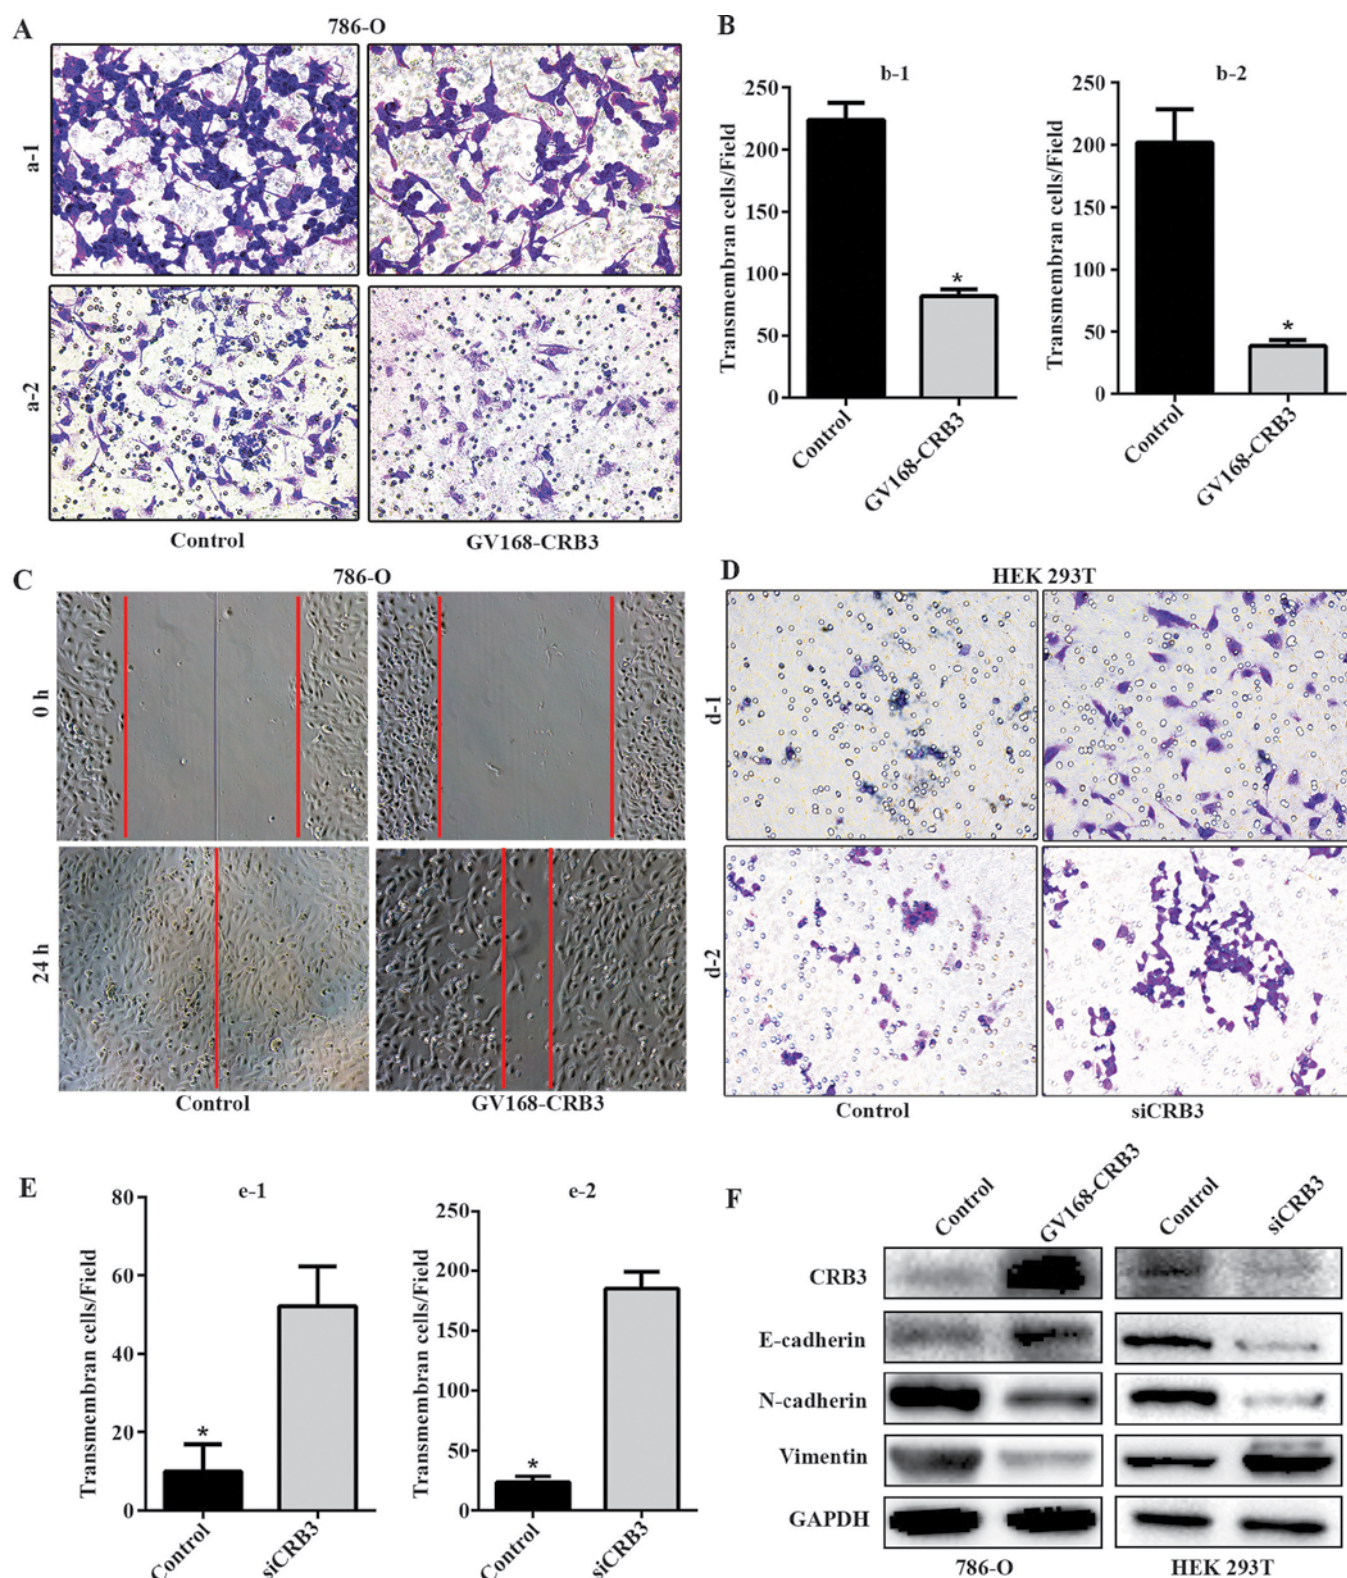 A
786-O
a-1
a-2
Control
GV168-CRB3
B
b-1
Transmembran cells/Field
250
200
150
100
50
0
*
Control
GV168-CRB3
b-2
Transmembran cells/Field
250
200
150
100
50
0
*
Control
GV168-CRB3
C
786-O
0 h
24 h
Control
GV168-CRB3
D
HEK 293T
d-1
d-2
Control
siCRB3
E
e-1
Transmembran cells/Field
80
60
40
20
0
*
Control
siCRB3
e-2
Transmembran cells/Field
250
200
150
100
50
0
*
Control
siCRB3
F
Control
GV168-CRB3
Control
siCRB3
CRB3
E-cadherin
N-cadherin
Vimentin
GAPDH
786-O
HEK 293T